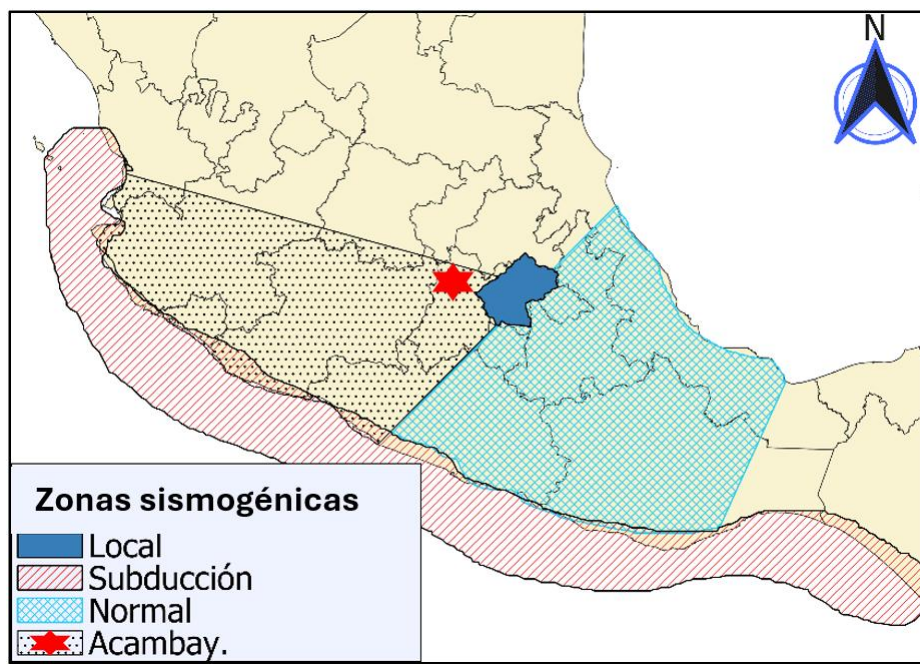 N
Zonas sismogénicas
Local
Subducción
Normal
Acambay.